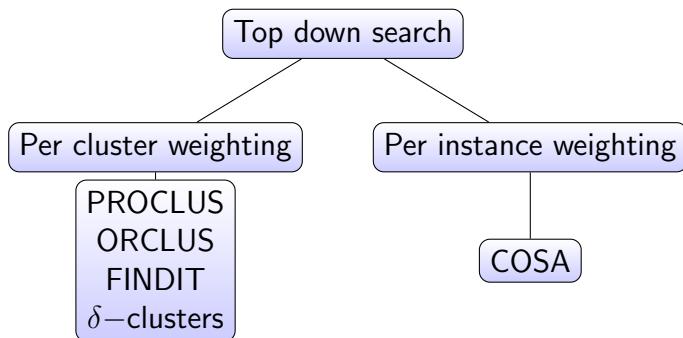 Top down search
Per cluster weighting
Per instance weighting
PROCLUS
ORCLUS
FINDIT
δ−clusters
COSA